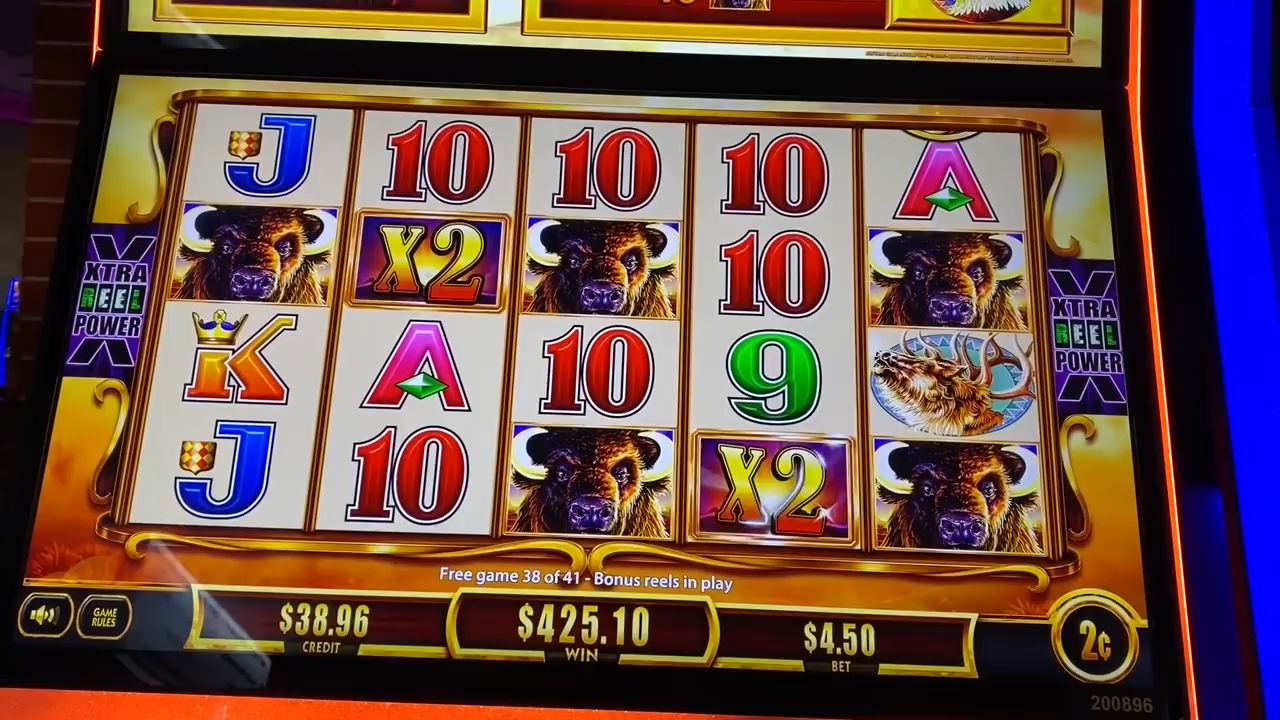 J 10 10 10 A
X2 10
K A 10 9
J 10 X2
XTRA
REEL
POWER
XTRA
REEL
POWER
Free game 38 of 41 - Bonus reels in play
GAME
RULES
$38.96
CREDIT
$425.10
WIN
$4.50
BET
2¢
200896